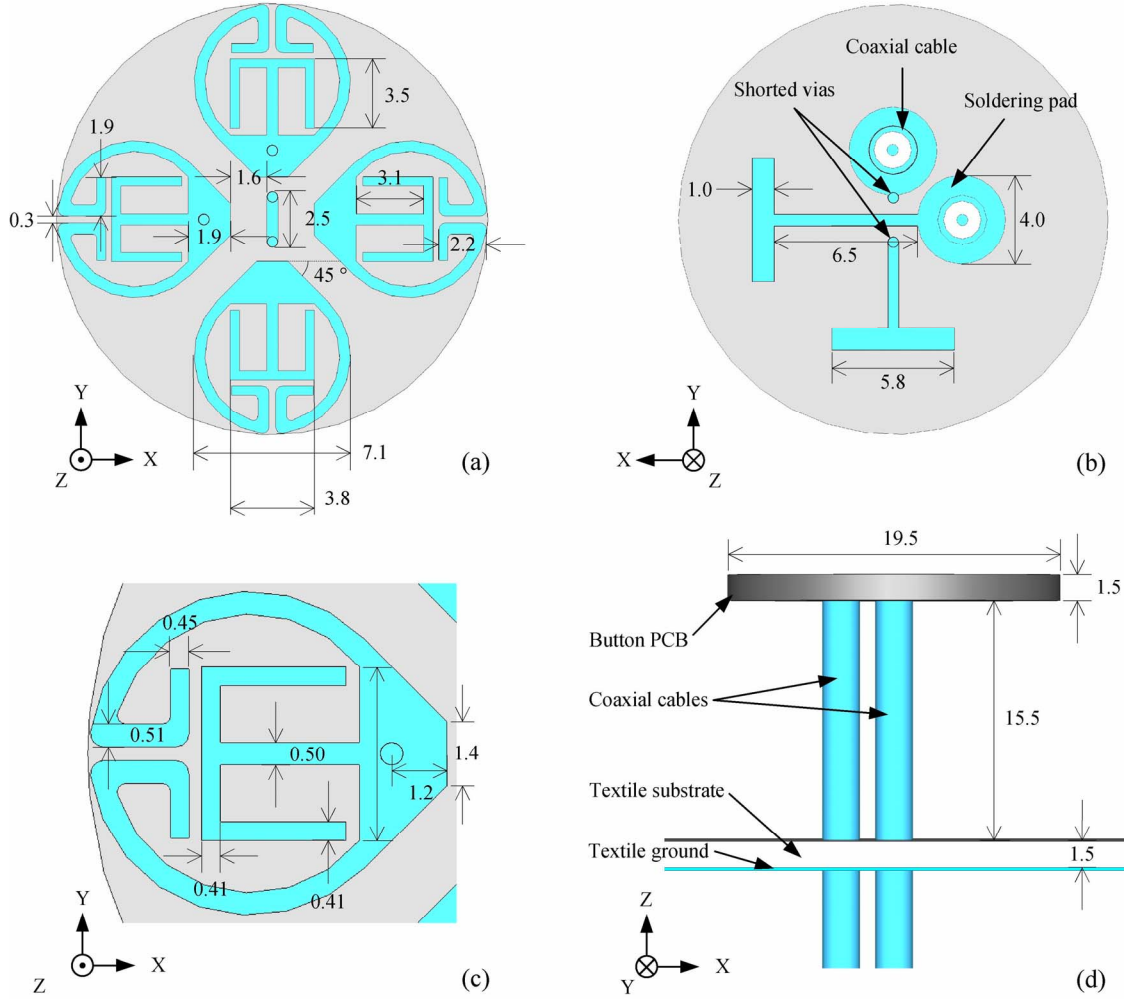 3.5
1.9
1.6
3.1
0.3
2.5
1.9
2.2
45 °
Y
X
Z
7.1
(a)
3.8
Coaxial cable
Shorted vias
Soldering pad
1.0
4.0
6.5
5.8
Y
X
Z
(b)
0.45
0.51
0.50
1.4
1.2
0.41
0.41
Y
X
Z
(c)
19.5
1.5
Button PCB
Coaxial cables
15.5
Textile substrate
1.5
Textile ground
Z
X
Y
(d)